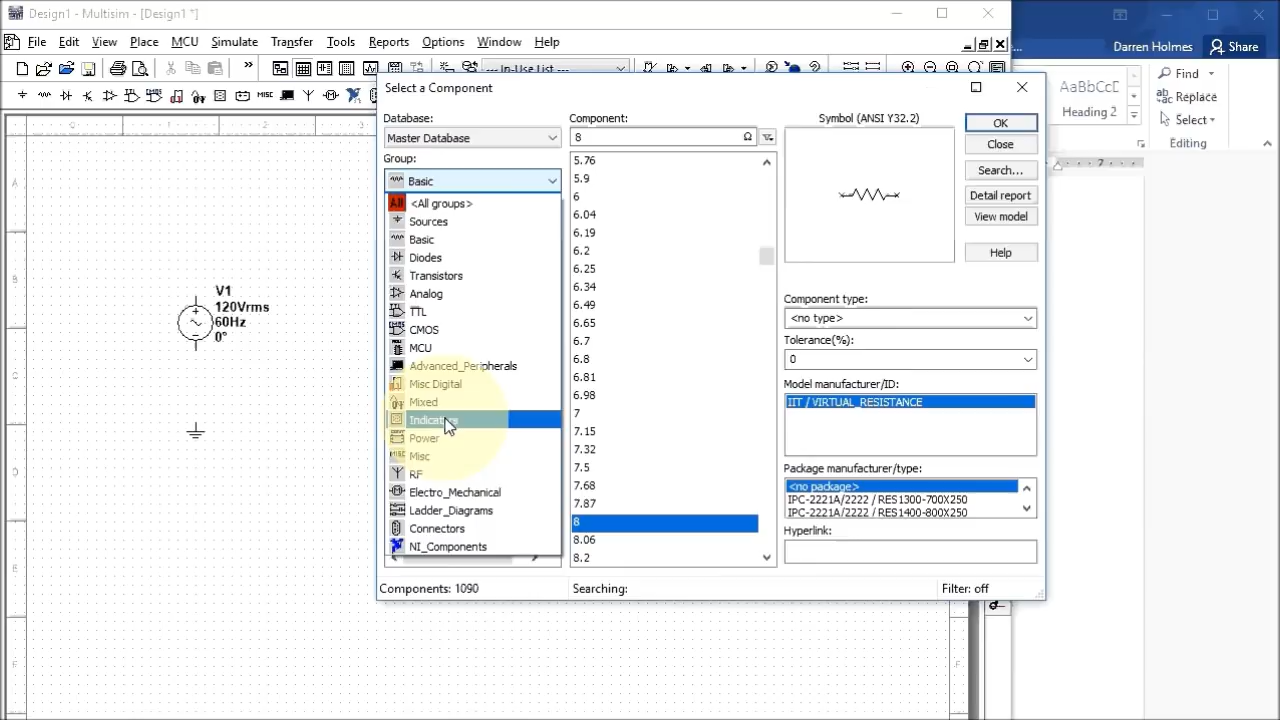 Design1 - Multisim - [Design1 *]
File Edit View Place MCU Simulate Transfer Tools Reports Options Window Help
Darren Holmes Share
--- In-Use List ---
AaBbCcD
Heading 2
Find
Replace
Select
Editing
7
MISC
Select a Component
Database:
Master Database
Group:
Basic
All <All groups>
Sources
Basic
Diodes
Transistors
Analog
TTL
CMOS
MCU
Advanced_Peripherals
Misc Digital
Mixed
Indicators
Power
Misc
RF
Electro_Mechanical
Ladder_Diagrams
Connectors
NI_Components
Component:
8 Ω
5.76
5.9
6
6.04
6.19
6.2
6.25
6.34
6.49
6.65
6.7
6.8
6.81
6.98
7
7.15
7.32
7.5
7.68
7.87
8
8.06
8.2
Symbol (ANSI Y32.2)
OK
Close
Search...
Detail report
View model
Help
Component type:
<no type>
Tolerance(%):
0
Model manufacturer/ID:
IIT / VIRTUAL_RESISTANCE
Package manufacturer/type:
<no package>
IPC-2221A/2222 / RES1300-700X250
IPC-2221A/2222 / RES1400-800X250
Hyperlink:
Components: 1090 Searching: Filter: off
V1
120Vrms
60Hz
0°